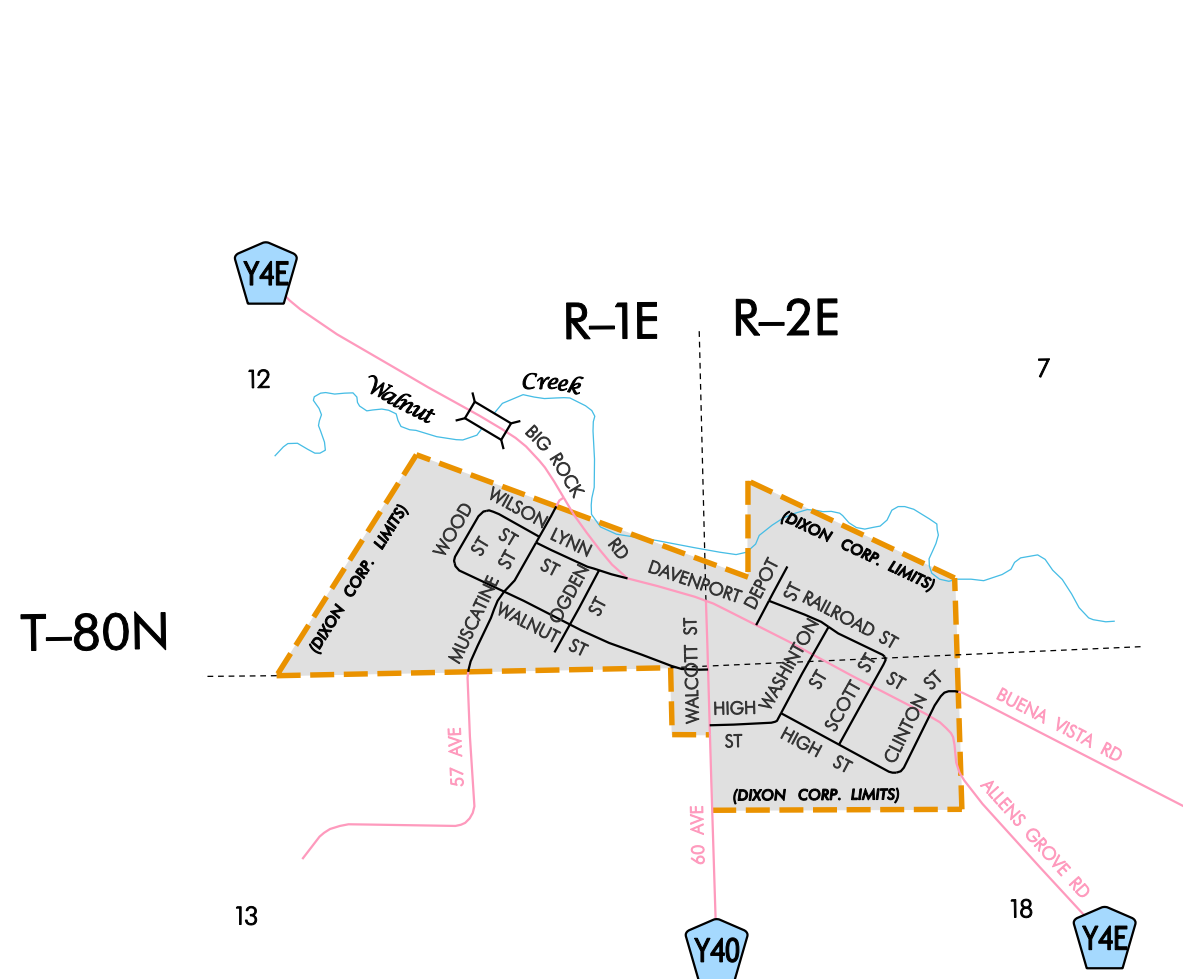 Y4E
R–1E
R–2E
12
7
Walnut Creek
BIG ROCK RD
(DIXON CORP. LIMITS)
(DIXON CORP. LIMITS)
WILSON ST
WOOD ST
LYNN ST
OGDEN ST
MUSCATINE ST
WALNUT ST
DAVENPORT ST
DEPOT ST
RAILROAD ST
T–80N
WALCOTT ST
WASHINTON ST
SCOTT ST
CLINTON ST
HIGH ST
HIGH ST
BUENA VISTA RD
57 AVE
(DIXON CORP. LIMITS)
60 AVE
ALLENS GROVE RD
13
18
Y40
Y4E